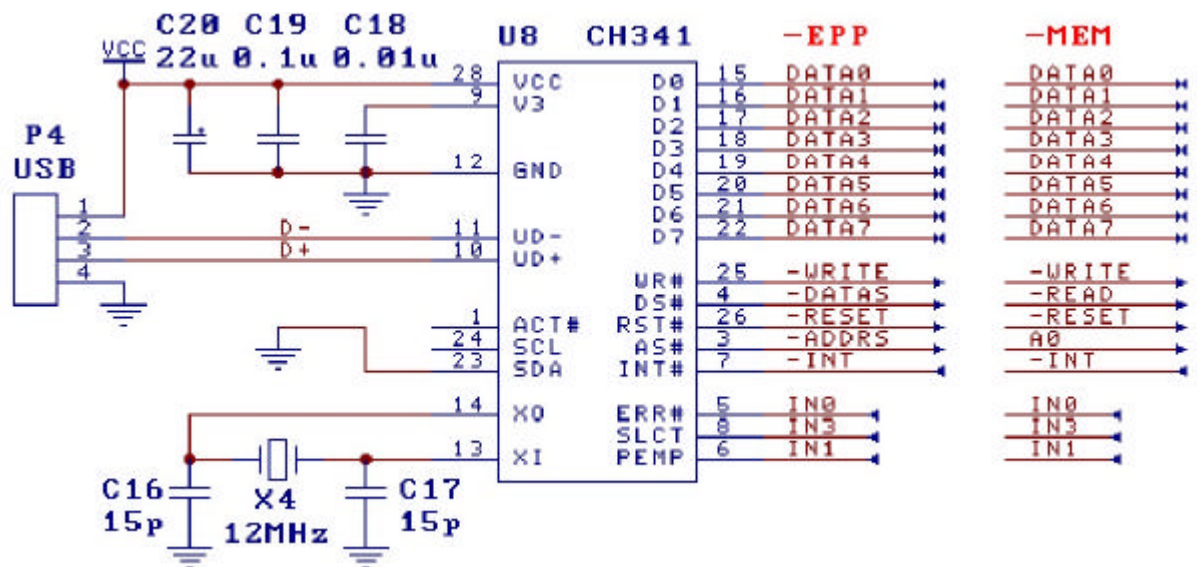 C20 C19 C18
VCC 22u 0.1u 0.01u
U8 CH341
-EPP
-MEM
P4
USB
1
2
3
4
D-
D+
28 VCC
9 V3
12 GND
11 UD-
10 UD+
1 ACT#
24 SCL
23 SDA
14 XO
13 XI
D0 15 DATA0 DATA0
D1 16 DATA1 DATA1
D2 17 DATA2 DATA2
D3 18 DATA3 DATA3
D4 19 DATA4 DATA4
D5 20 DATA5 DATA5
D6 21 DATA6 DATA6
D7 22 DATA7 DATA7
WR# 25 -WRITE -WRITE
DS# 4 -DATAS -READ
RST# 26 -RESET -RESET
AS# 3 -ADDRS A0
INT# 7 -INT -INT
ERR# 5 IN0 IN0
SLCT 8 IN3 IN3
PEMP 6 IN1 IN1
C16
15p
X4
12MHz
C17
15p